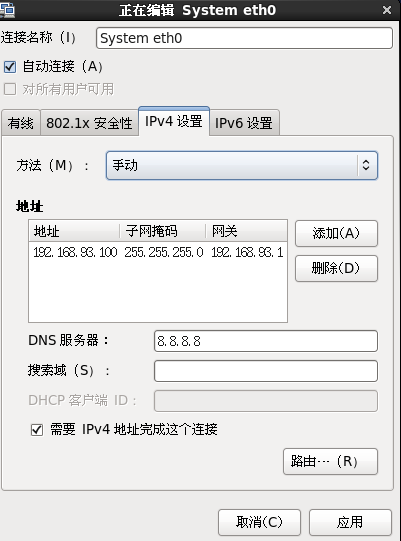 正在编辑 System eth0
连接名称（I） System eth0
自动连接（A）
对所有用户可用
有线 802.1x 安全性 IPv4 设置 IPv6 设置
方法（M）： 手动
地址
地址 子网掩码 网关
192.168.93.100 255.255.255.0 192.168.93.1
添加(A)
删除(D)
DNS 服务器： 8.8.8.8
搜索域（S）：
DHCP 客户端 ID：
需要 IPv4 地址完成这个连接
路由…（R）
取消(C) 应用